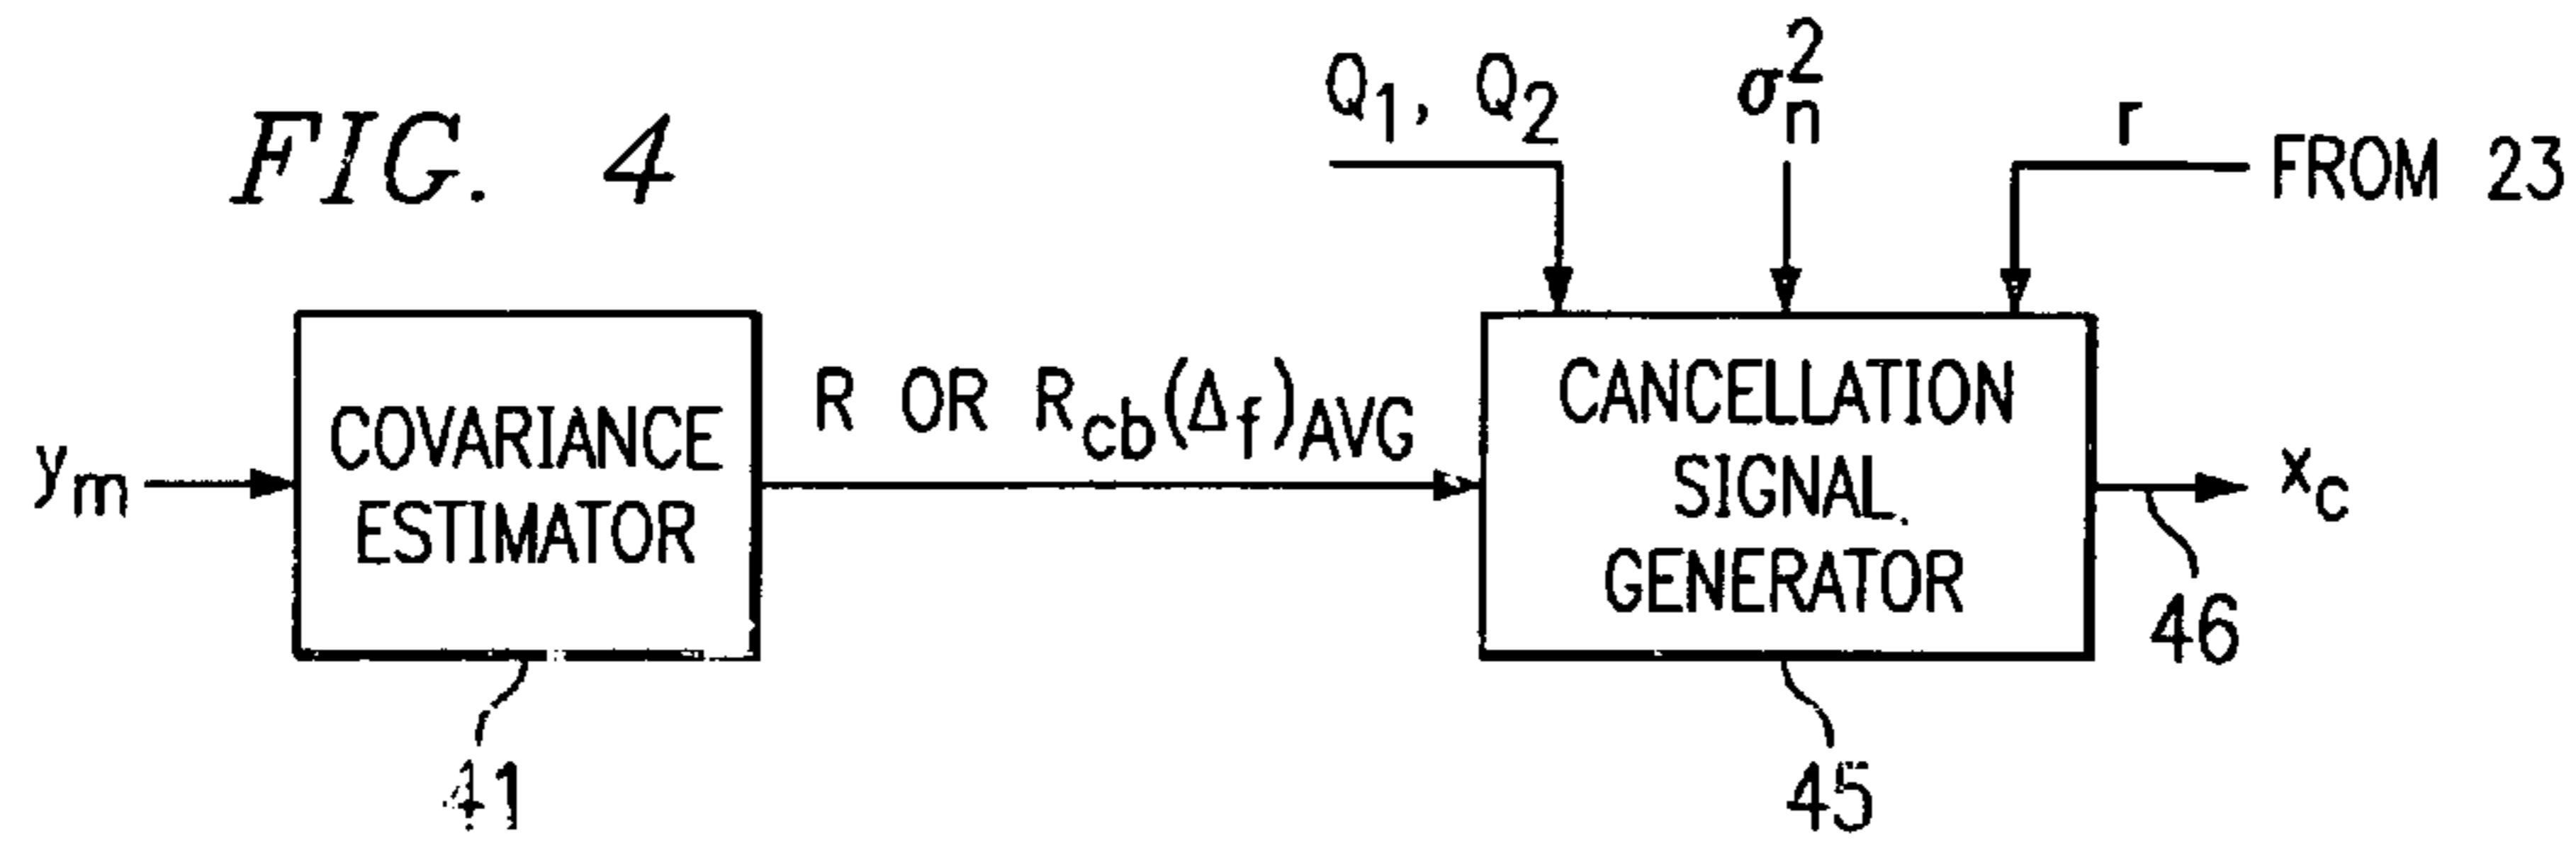 FIG. 4
Q1, Q2
σn²
r
FROM 23
ym
COVARIANCE
ESTIMATOR
R OR Rcb(Δf)AVG
CANCELLATION
SIGNAL
GENERATOR
xc
46
41
45